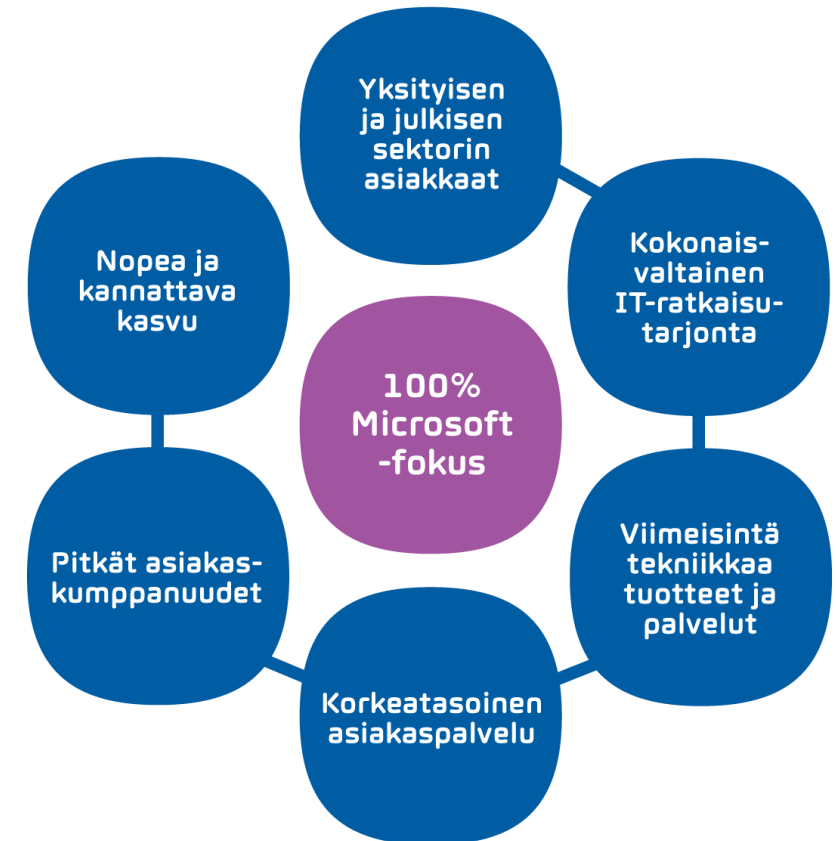 Yksityisen
ja julkisen
sektorin
asiakkaat
Kokonais-
valtainen
IT-ratkaisu-
tarjonta
Viimeisintä
tekniikkaa
tuotteet ja
palvelut
Korkeatasoinen
asiakaspalvelu
Pitkät asiakas-
kumppanuudet
Nopea ja
kannattava
kasvu
100%
Microsoft
-fokus